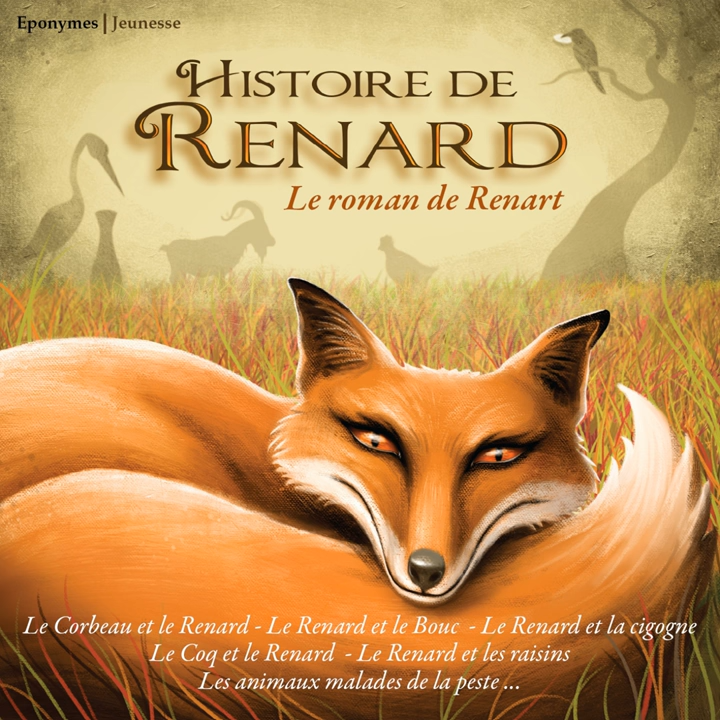 Eponymes | Jeunesse
HISTOIRE DE
RENARD
Le roman de Renart
Le Corbeau et le Renard - Le Renard et le Bouc - Le Renard et la cigogne
Le Coq et le Renard - Le Renard et les raisins
Les animaux malades de la peste ...